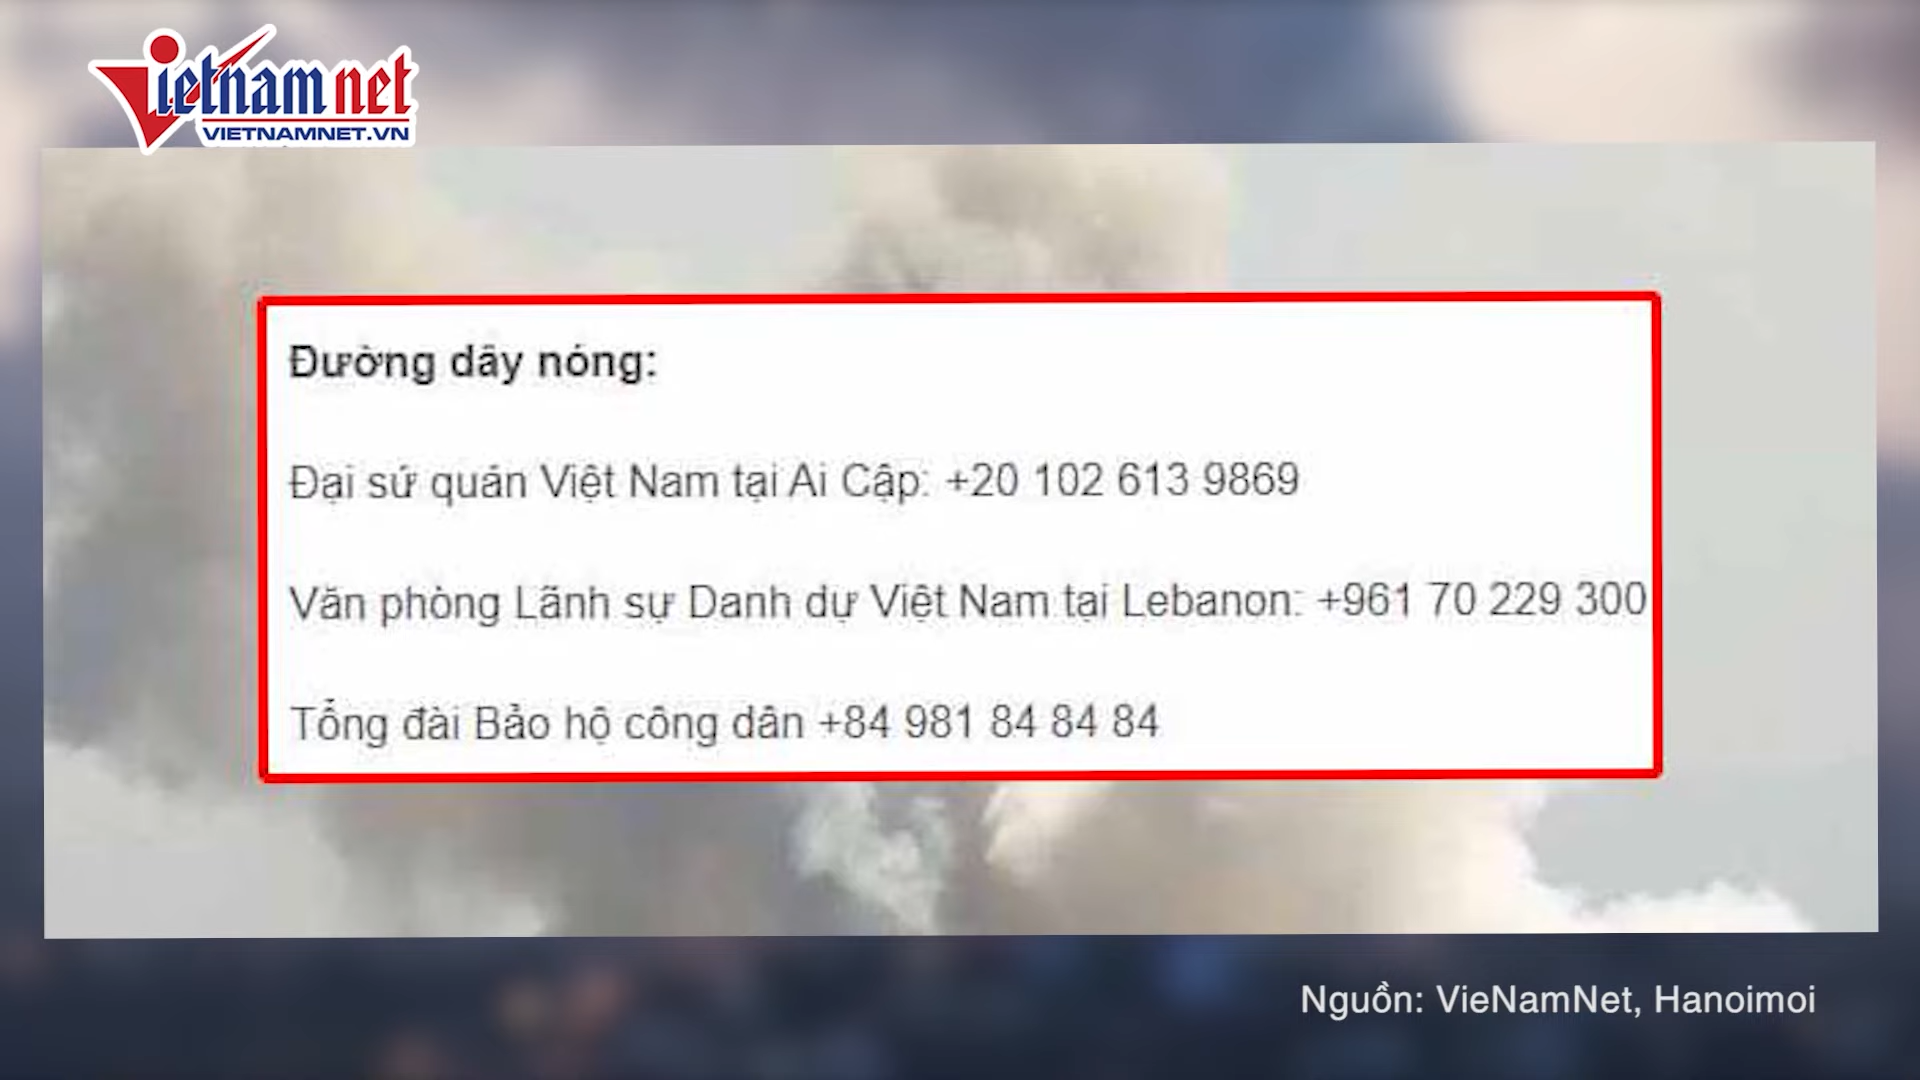 Vietnamnet
VIETNAMNET.VN
Đường dây nóng:
Đại sứ quán Việt Nam tại Ai Cập: +20 102 613 9869
Văn phòng Lãnh sự Danh dự Việt Nam tại Lebanon: +961 70 229 300
Tổng đài Bảo hộ công dân +84 981 84 84 84
Nguồn: VieNamNet, Hanoimoi